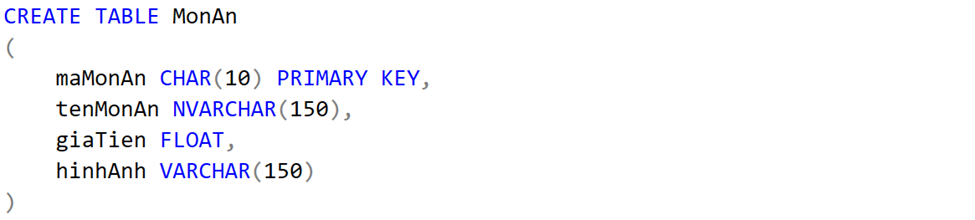 CREATE TABLE MonAn
(
    maMonAn CHAR(10) PRIMARY KEY,
    tenMonAn NVARCHAR(150),
    giaTien FLOAT,
    hinhAnh VARCHAR(150)
)